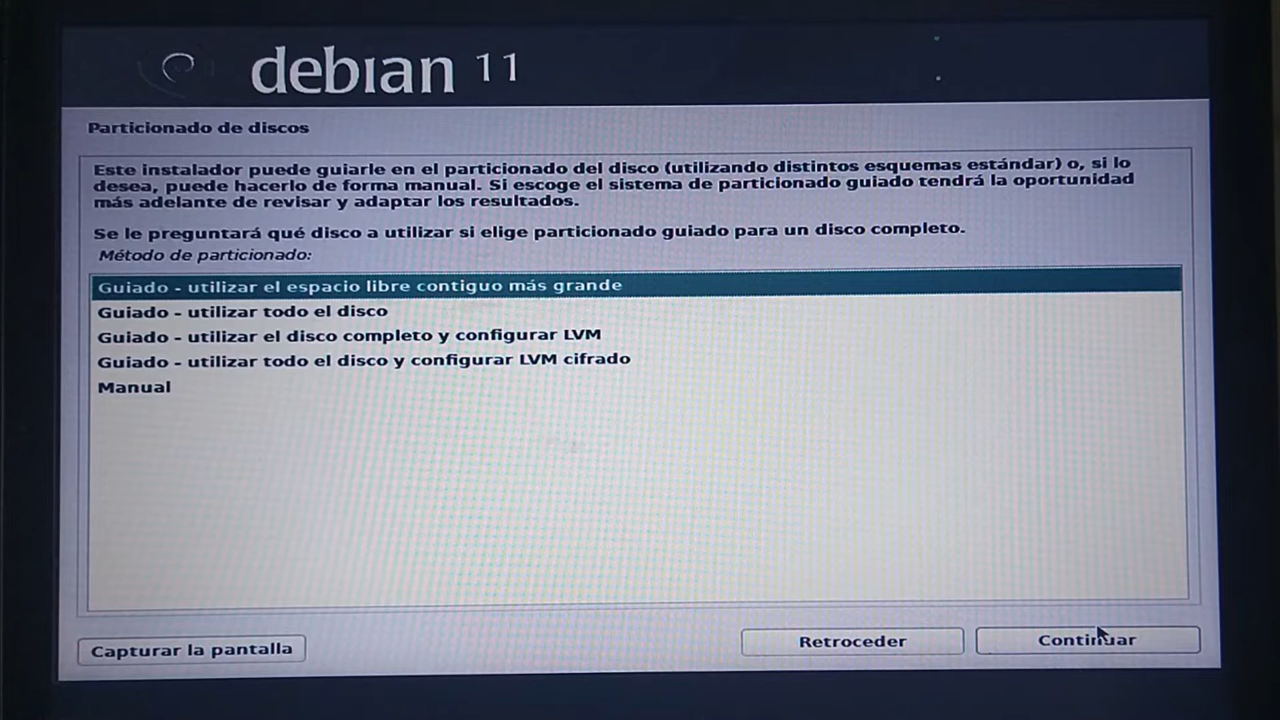 debian 11
Particionado de discos
Este instalador puede guiarle en el particionado del disco (utilizando distintos esquemas estándar) o, si lo
desea, puede hacerlo de forma manual. Si escoge el sistema de particionado guiado tendrá la oportunidad
más adelante de revisar y adaptar los resultados.
Se le preguntará qué disco a utilizar si elige particionado guiado para un disco completo.
Método de particionado:
Guiado - utilizar el espacio libre contiguo más grande
Guiado - utilizar todo el disco
Guiado - utilizar el disco completo y configurar LVM
Guiado - utilizar todo el disco y configurar LVM cifrado
Manual
Capturar la pantalla
Retroceder
Continuar